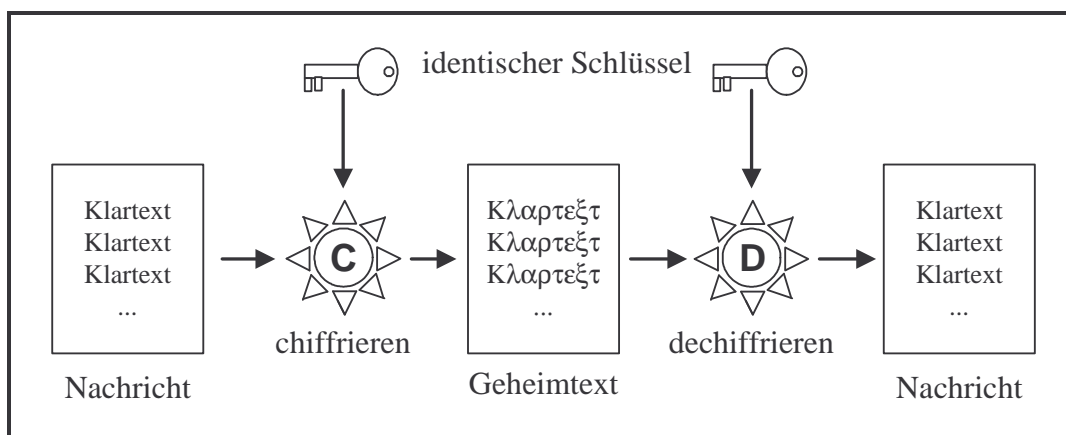 identischer Schlüssel
Klartext
Klartext
Klartext
...
Nachricht
C
chiffrieren
Κλαρτεξτ
Κλαρτεξτ
Κλαρτεξτ
...
Geheimtext
D
dechiffrieren
Klartext
Klartext
Klartext
...
Nachricht